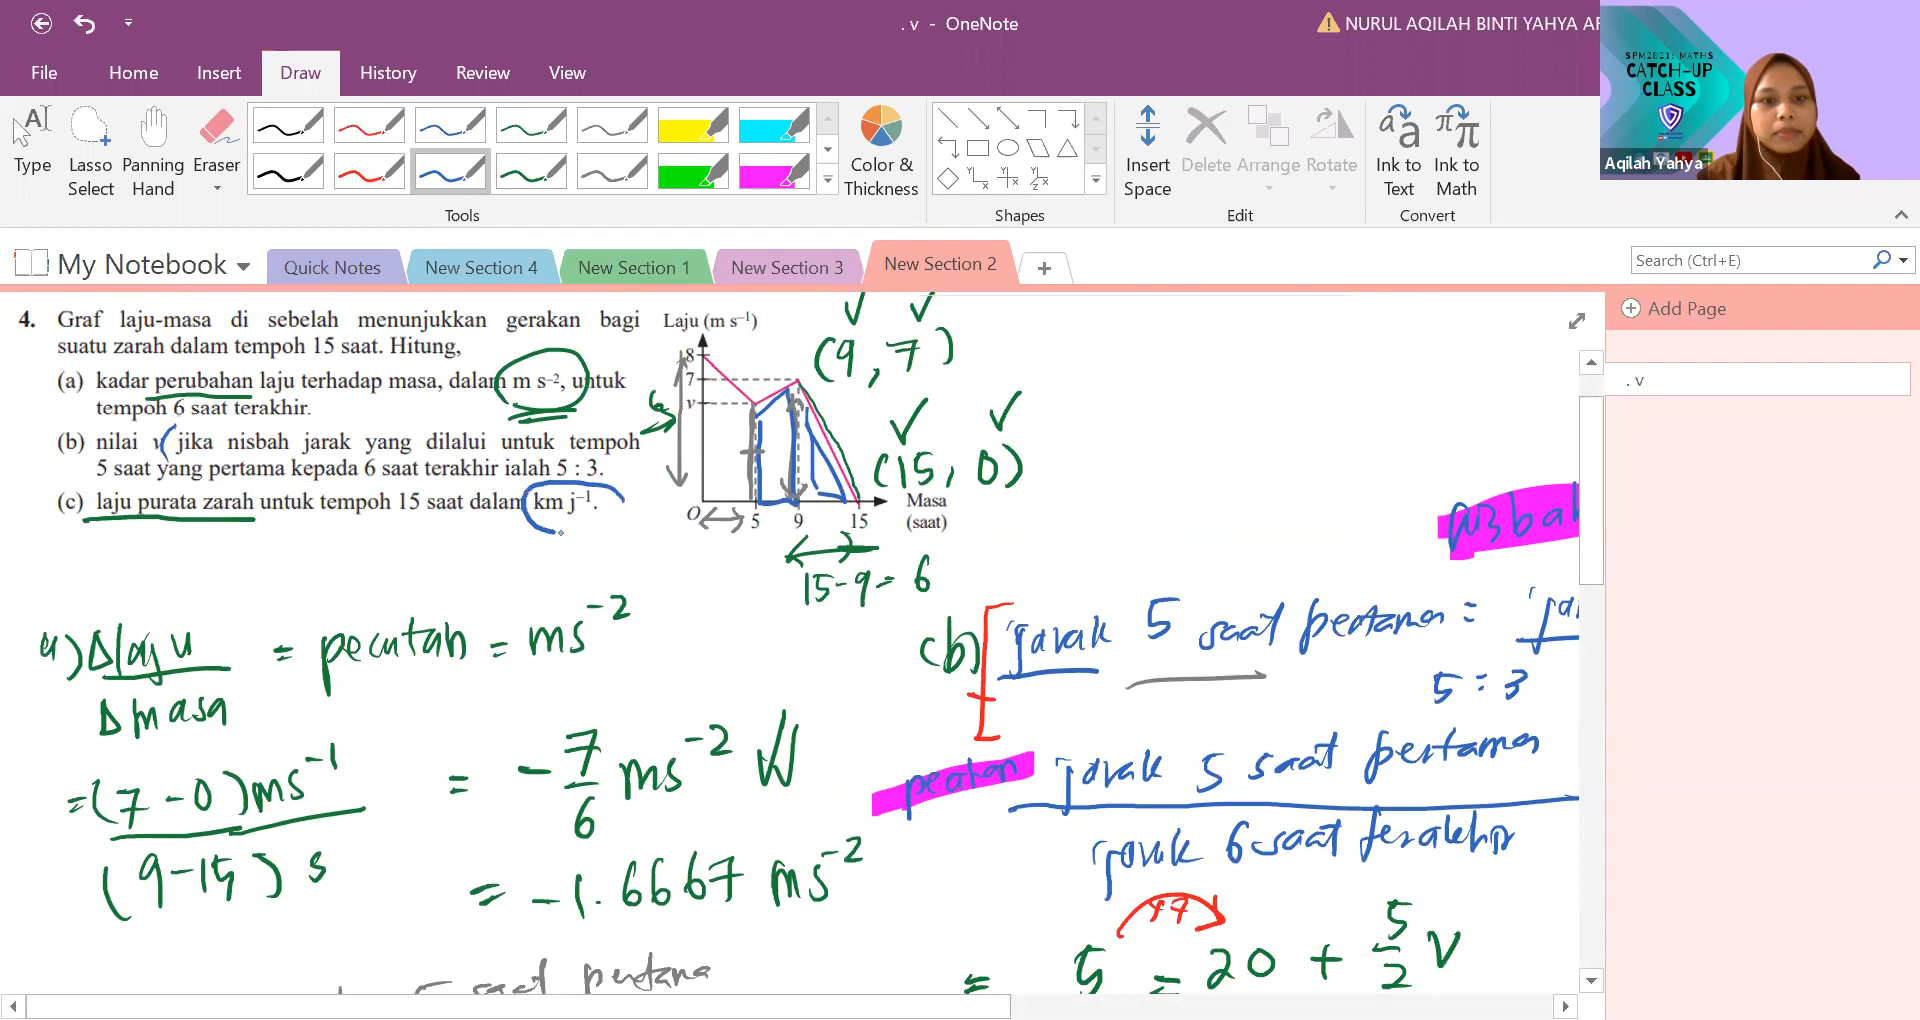 . v - OneNote
NURUL AQILAH BINTI YAHYA AF
File Home Insert Draw History Review View
SPM2021: MATHS
CATCH-UP
CLASS
Aqilah Yahya
Type
Lasso Select
Panning Hand
Eraser
Color & Thickness
Insert Space
Delete
Arrange
Rotate
Ink to Text
Ink to Math
Tools
Shapes
Edit
Convert
My Notebook
Quick Notes
New Section 4
New Section 1
New Section 3
New Section 2
Search (Ctrl+E)
Add Page
. v
4. Graf laju-masa di sebelah menunjukkan gerakan bagi
suatu zarah dalam tempoh 15 saat. Hitung,
(a) kadar perubahan laju terhadap masa, dalam m s⁻², untuk
tempoh 6 saat terakhir.
(b) nilai v jika nisbah jarak yang dilalui untuk tempoh
5 saat yang pertama kepada 6 saat terakhir ialah 5 : 3.
(c) laju purata zarah untuk tempoh 15 saat dalam km j⁻¹.
Laju (m s⁻¹)
8
7
v
O 5 9 15
Masa
(saat)
6
(9, 7)
(15, 0)
15 - 9 = 6
a) Δlaju = pecutan = ms⁻²
Δmasa
= (7 - 0) ms⁻¹ = - 7/6 ms⁻²
(9 - 15) s
= -1.6667 ms⁻²
5 saat pertama
(b) jarak 5 saat pertama :
5 : 3
jarak 5 saat pertama
jarak 6 saat terakhir
= 5 = 20 + 5/2 V